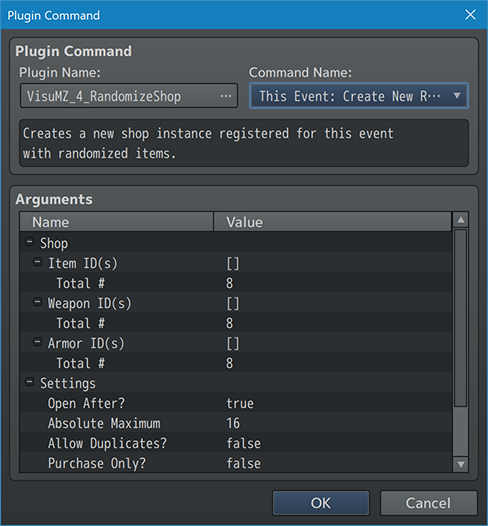 Plugin Command
Plugin Command
Plugin Name: Command Name:
VisuMZ_4_RandomizeShop ··· This Event: Create New R···
Creates a new shop instance registered for this event
with randomized items.
Arguments
Name Value
Shop
Item ID(s) []
Total # 8
Weapon ID(s) []
Total # 8
Armor ID(s) []
Total # 8
Settings
Open After? true
Absolute Maximum 16
Allow Duplicates? false
Purchase Only? false
OK Cancel